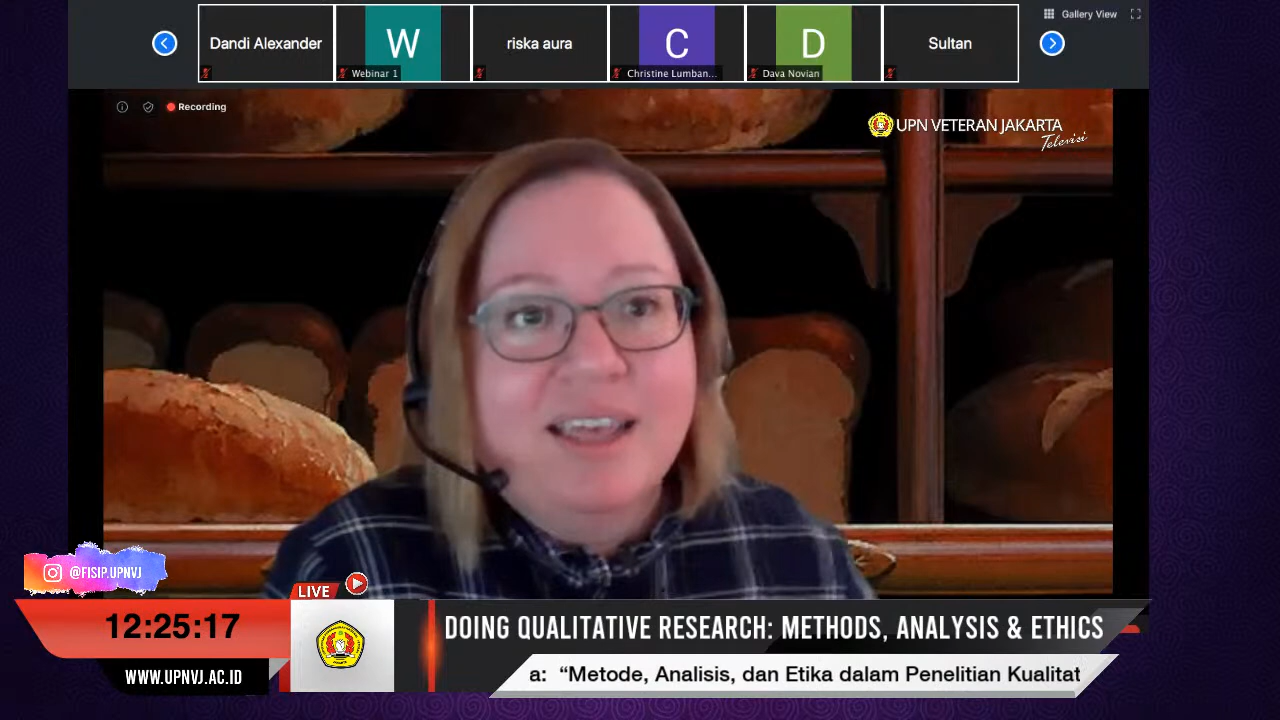 Gallery View
Dandi Alexander
W
Webinar 1
riska aura
C
Christine Lumban...
D
Dava Novian
Sultan
Recording
UPN VETERAN JAKARTA
Televisi
@FISIP.UPNVJ
LIVE
12:25:17
DOING QUALITATIVE RESEARCH: METHODS, ANALYSIS & ETHICS
WWW.UPNVJ.AC.ID
a: “Metode, Analisis, dan Etika dalam Penelitian Kualitat